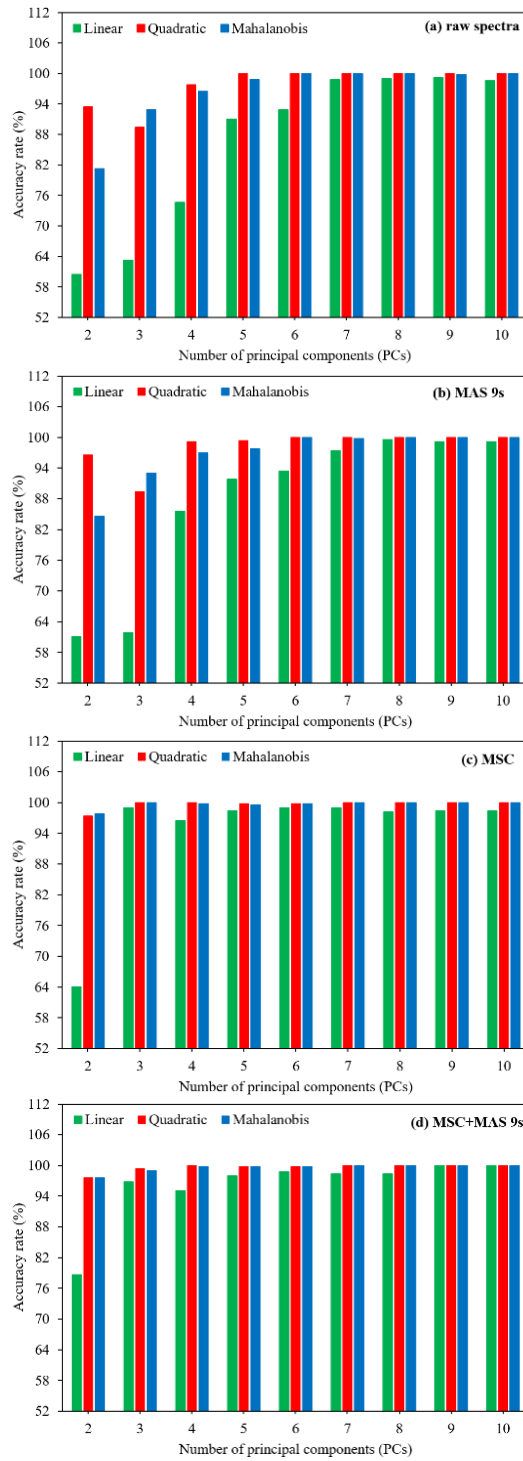 112
Linear Quadratic Mahalanobis (a) raw spectra
106
100
94
88
82
76
70
64
58
52
Accuracy rate (%)
2 3 4 5 6 7 8 9 10
Number of principal components (PCs)
112
Linear Quadratic Mahalanobis (b) MAS 9s
106
100
94
88
82
76
70
64
58
52
Accuracy rate (%)
2 3 4 5 6 7 8 9 10
Number of principal components (PCs)
112
Linear Quadratic Mahalanobis (c) MSC
106
100
94
88
82
76
70
64
58
52
Accuracy rate (%)
2 3 4 5 6 7 8 9 10
Number of principal components (PCs)
112
Linear Quadratic Mahalanobis (d) MSC+MAS 9s
106
100
94
88
82
76
70
64
58
52
Accuracy rate (%)
2 3 4 5 6 7 8 9 10
Number of principal components (PCs)